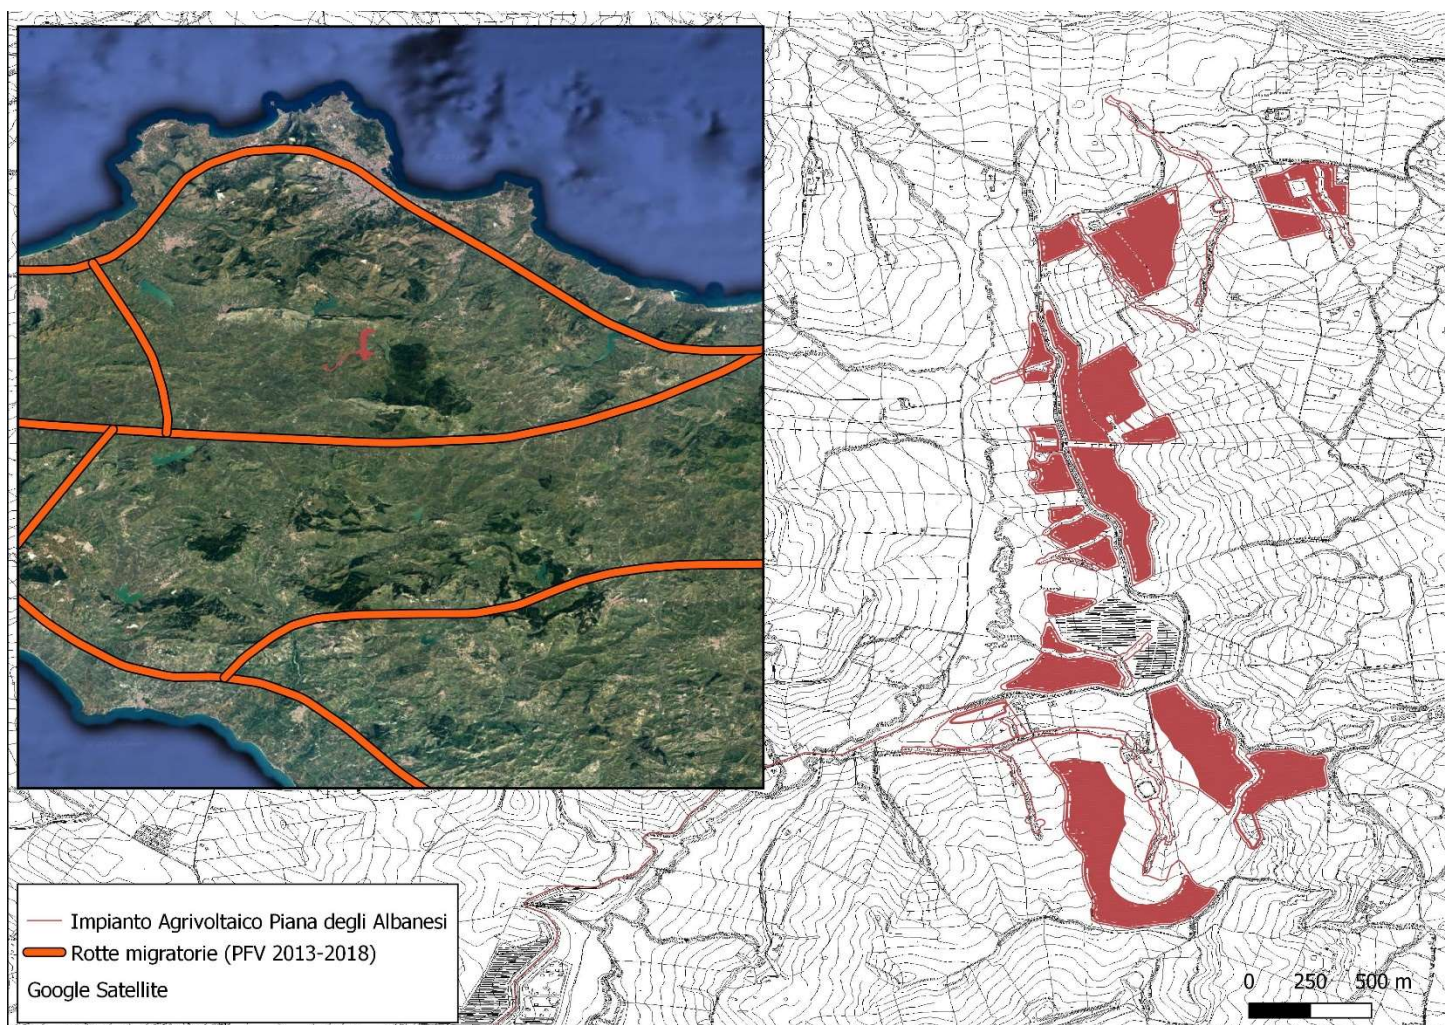 Impianto Agrivoltaico Piana degli Albanesi
Rotte migratorie (PFV 2013-2018)
Google Satellite
0 250 500 m